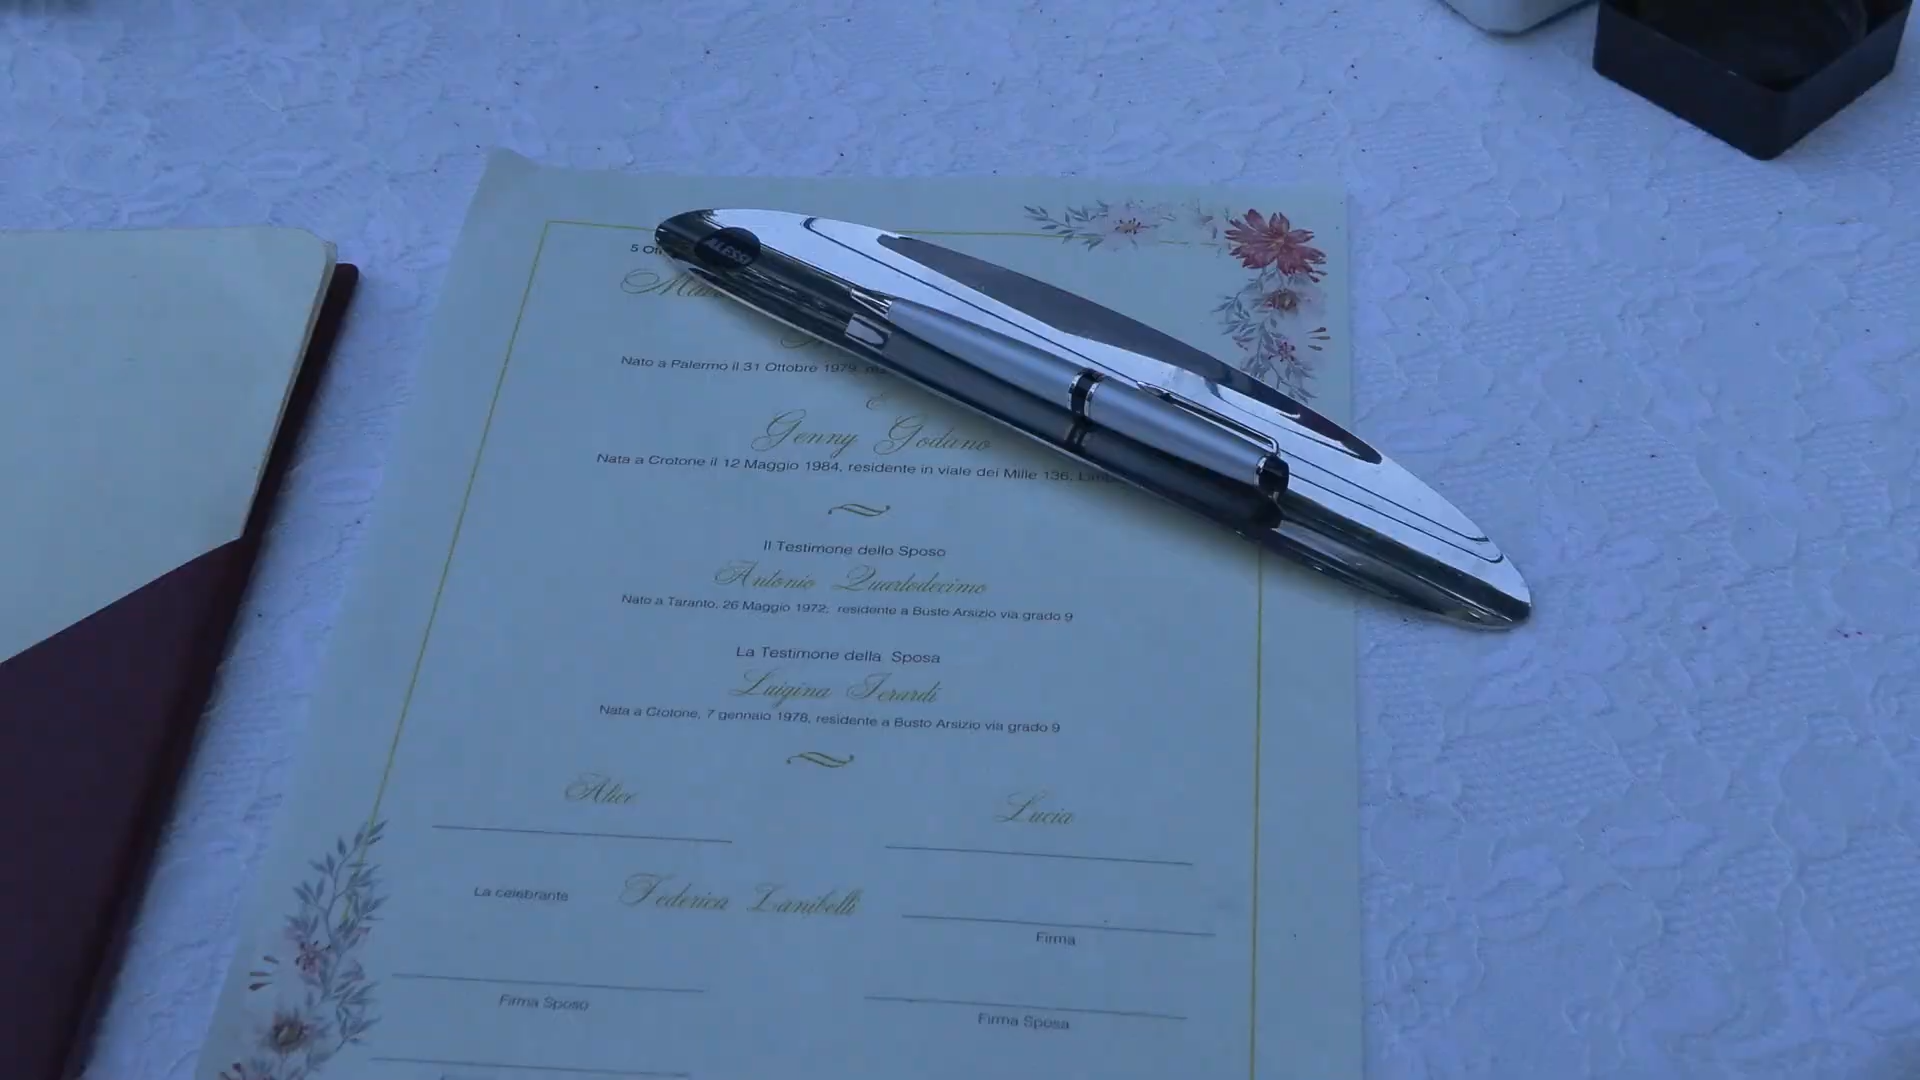 ALESSI
5
Nato a Palermo il 31 Ottobre 1979,
&
Genny Godano
Nata a Crotone il 12 Maggio 1984, residente in viale dei Mille 136,
Il Testimone dello Sposo
Antonio Quartodecimo
Nato a Taranto, 26 Maggio 1972, residente a Busto Arsizio via grado 9
La Testimone della Sposa
Luigina Ierardi
Nata a Crotone, 7 gennaio 1978, residente a Busto Arsizio via grado 9
Alice
Lucia
La celebrante Federica Zanibelli
Firma
Firma Sposo
Firma Sposa